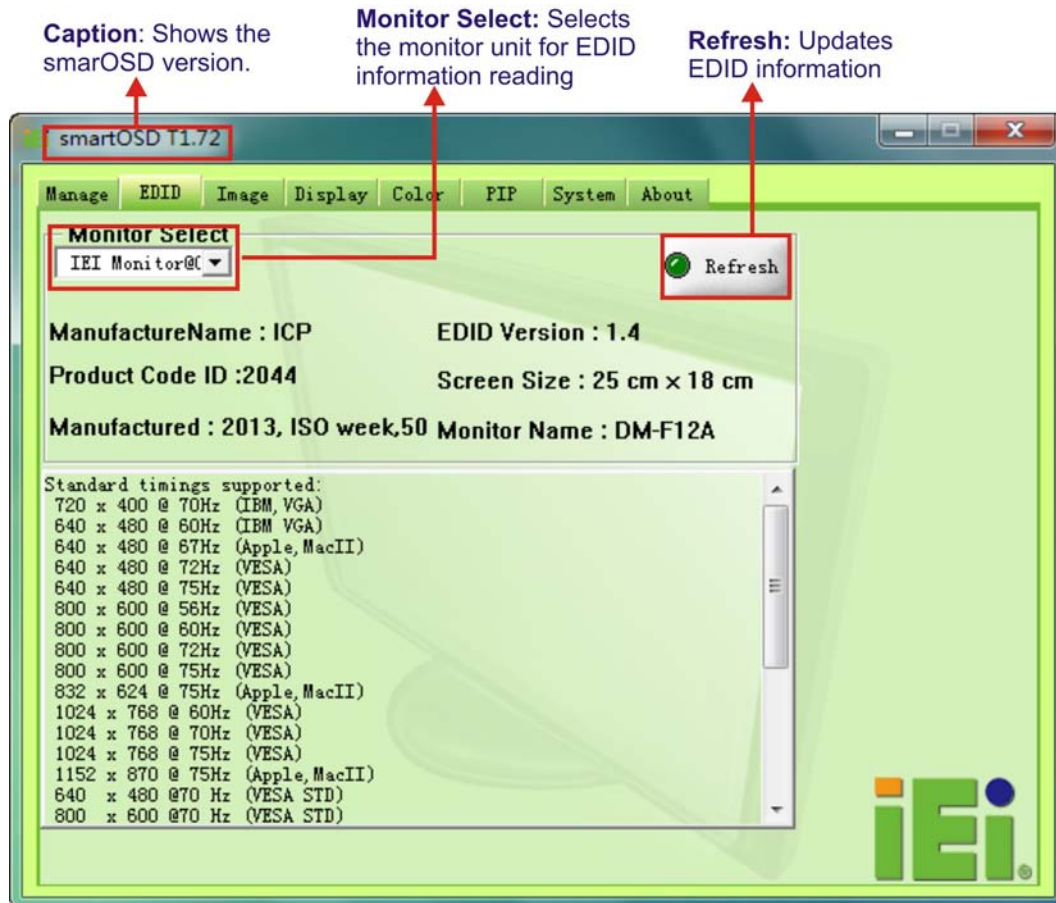 Caption: Shows the
smarOSD version.
Monitor Select: Selects
the monitor unit for EDID
information reading
Refresh: Updates
EDID information
iEi smartOSD T1.72
Manage EDID Image Display Color PIP System About
Monitor Select
IEI Monitor@
Refresh
ManufactureName : ICP
EDID Version : 1.4
Product Code ID :2044
Screen Size : 25 cm × 18 cm
Manufactured : 2013, ISO week,50
Monitor Name : DM-F12A
Standard timings supported:
720 x 400 @ 70Hz (IBM,VGA)
640 x 480 @ 60Hz (IBM VGA)
640 x 480 @ 67Hz (Apple,MacII)
640 x 480 @ 72Hz (VESA)
640 x 480 @ 75Hz (VESA)
800 x 600 @ 56Hz (VESA)
800 x 600 @ 60Hz (VESA)
800 x 600 @ 72Hz (VESA)
800 x 600 @ 75Hz (VESA)
832 x 624 @ 75Hz (Apple,MacII)
1024 x 768 @ 60Hz (VESA)
1024 x 768 @ 70Hz (VESA)
1024 x 768 @ 75Hz (VESA)
1152 x 870 @ 75Hz (Apple,MacII)
640 x 480 @70 Hz (VESA STD)
800 x 600 @70 Hz (VESA STD)
iEi®